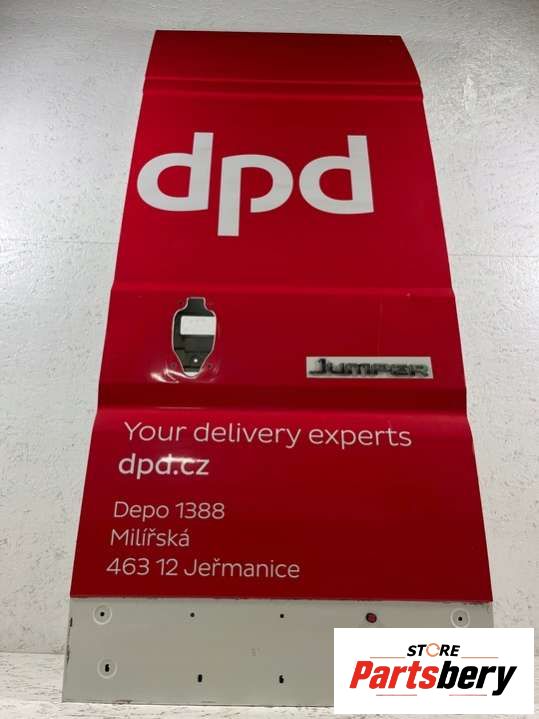 dpd
JUMPER
Your delivery experts
dpd.cz
Depo 1388
Milířská
463 12 Jeřmanice
STORE
Partsbery